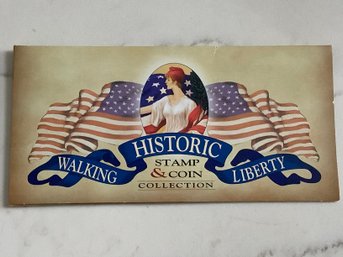 WALKING HISTORIC LIBERTY
STAMP
& COIN
COLLECTION